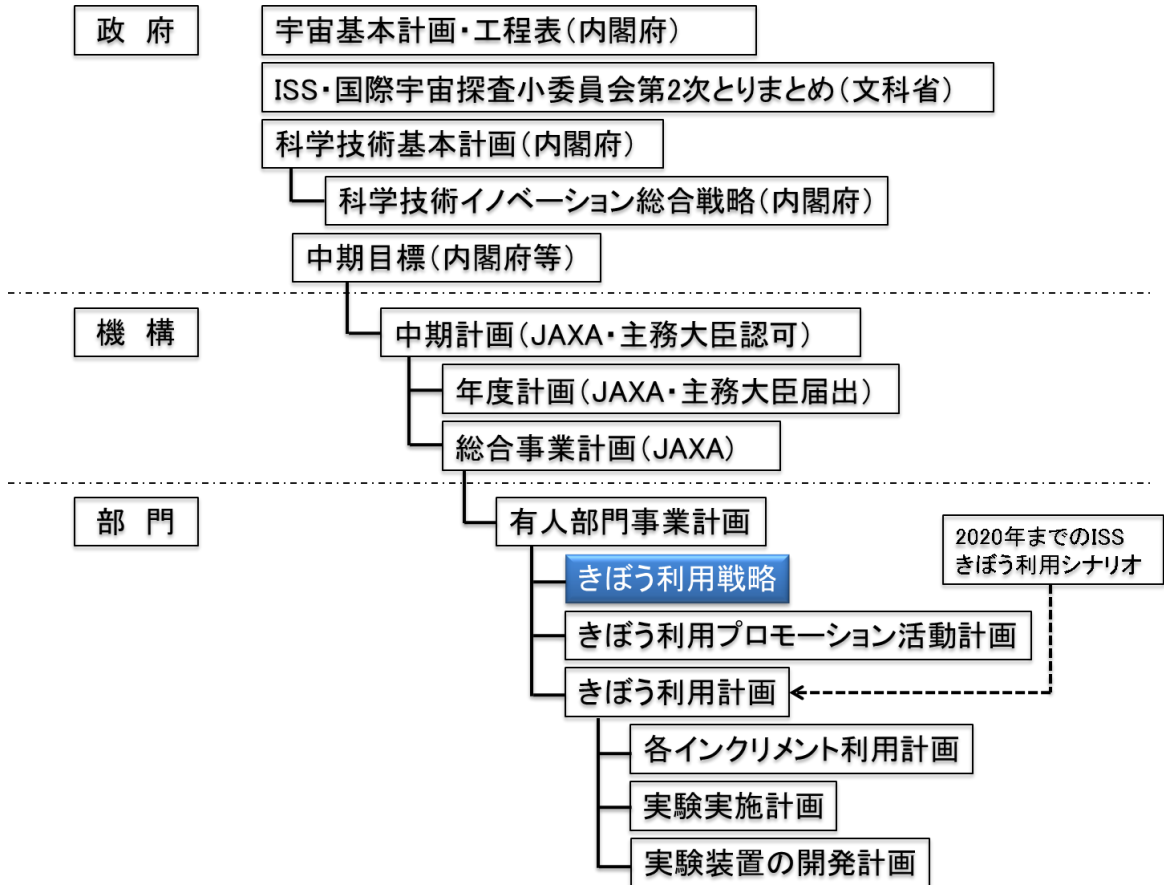 政 府
宇宙基本計画・工程表(内閣府)
ISS・国際宇宙探査小委員会第2次とりまとめ(文科省)
科学技術基本計画(内閣府)
科学技術イノベーション総合戦略(内閣府)
中期目標(内閣府等)
機 構
中期計画(JAXA・主務大臣認可)
年度計画(JAXA・主務大臣届出)
総合事業計画(JAXA)
部 門
有人部門事業計画
2020年までのISS
きぼう利用シナリオ
きぼう利用戦略
きぼう利用プロモーション活動計画
きぼう利用計画
各インクリメント利用計画
実験実施計画
実験装置の開発計画